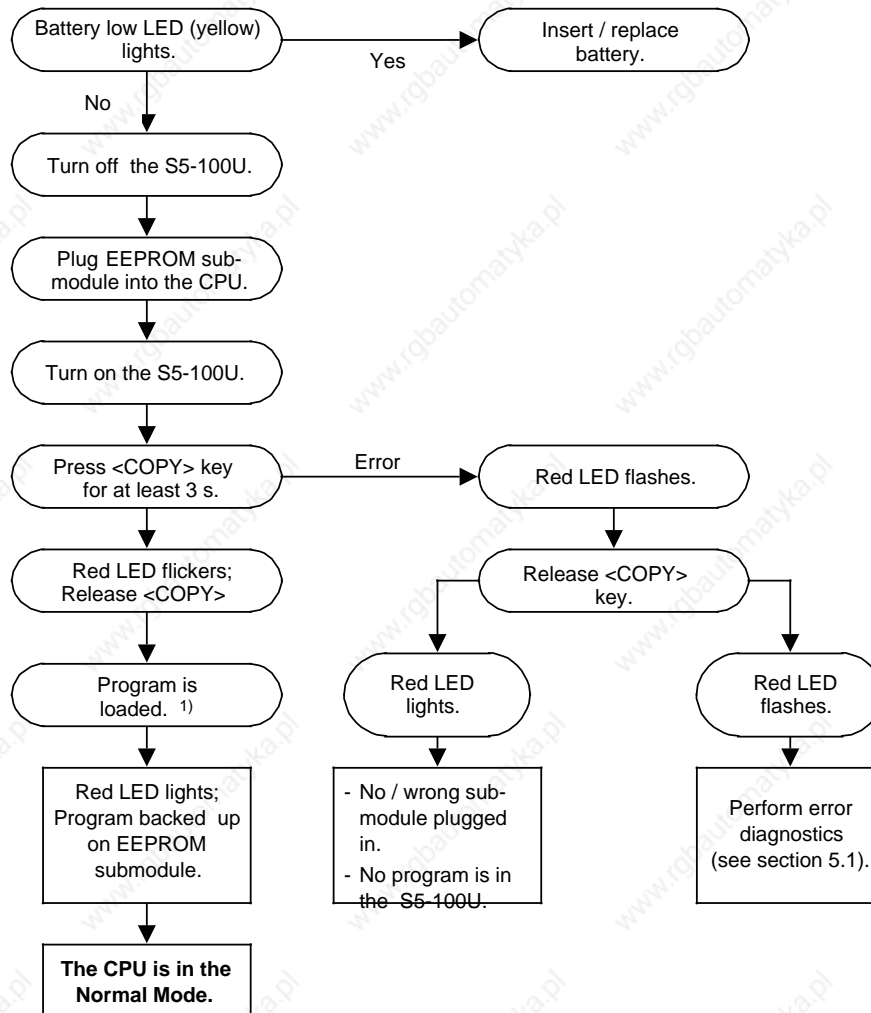 Battery low LED (yellow)
lights.
Yes
Insert / replace
battery.
No
Turn off the S5-100U.
Plug EEPROM sub-
module into the CPU.
Turn on the S5-100U.
Press <COPY> key
for at least 3 s.
Error
Red LED flashes.
Red LED flickers;
Release <COPY>
Release <COPY>
key.
Program is
loaded. 1)
Red LED
lights.
Red LED
flashes.
Red LED lights;
Program backed up
on EEPROM
submodule.
- No / wrong sub-
module plugged
in.
- No program is in
the S5-100U.
Perform error
diagnostics
(see section 5.1).
The CPU is in the
Normal Mode.
www.rgbautomatyka.pl